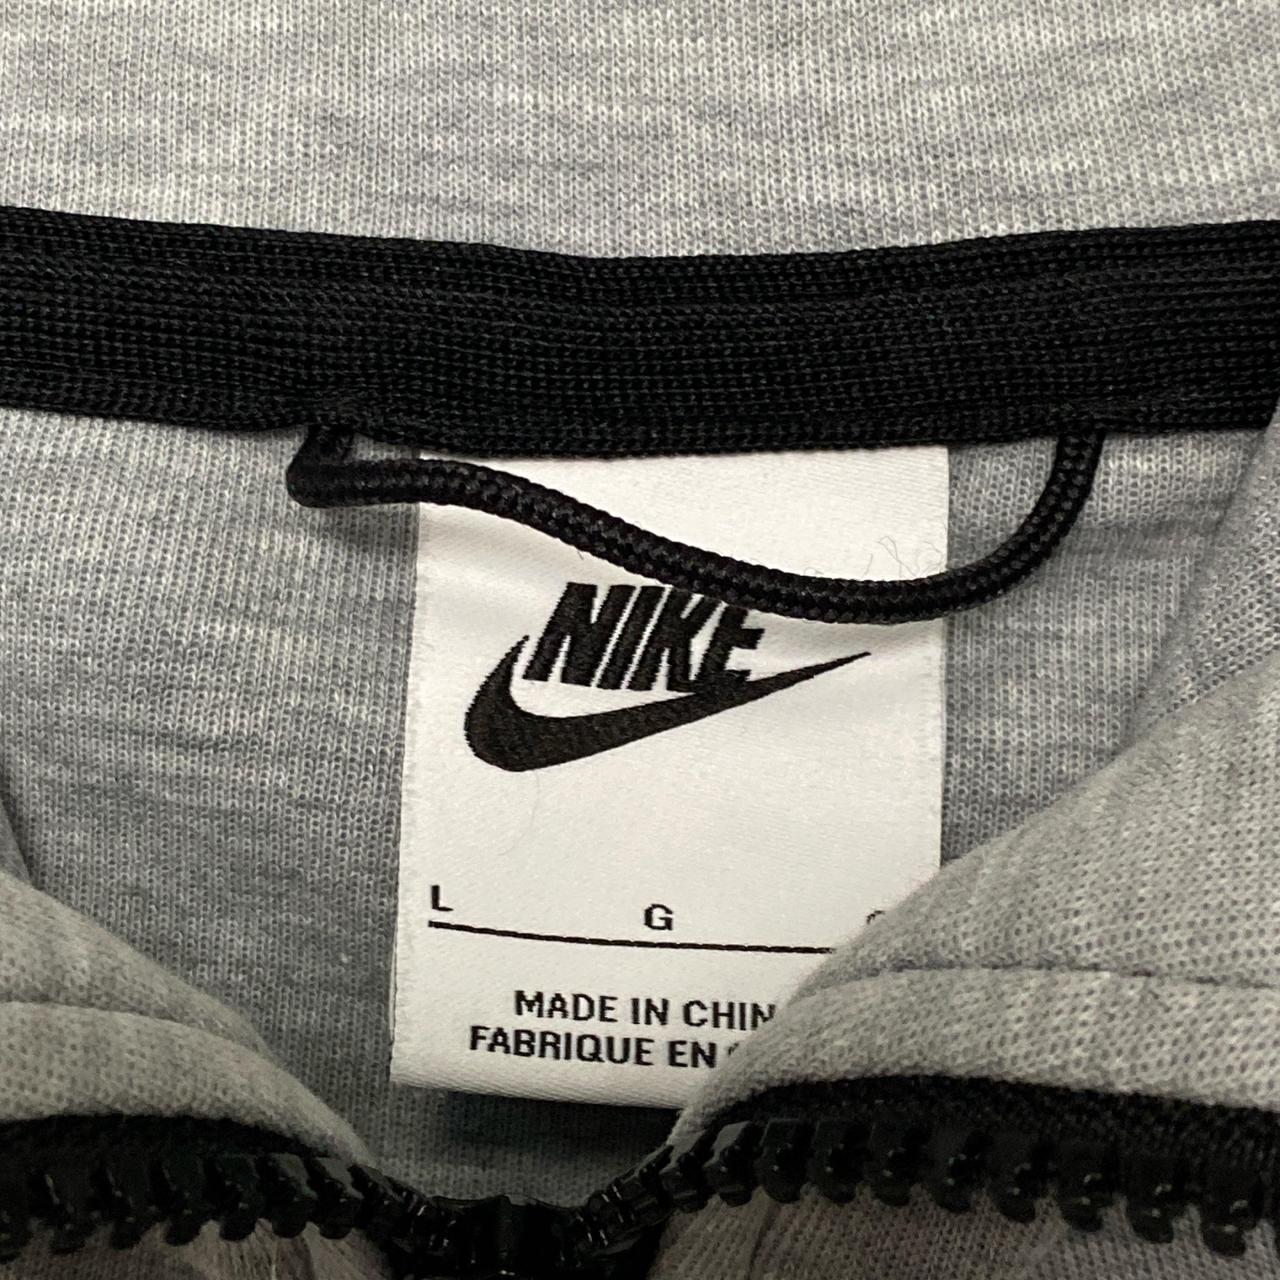 NIKE
L G
MADE IN CHIN
FABRIQUE EN